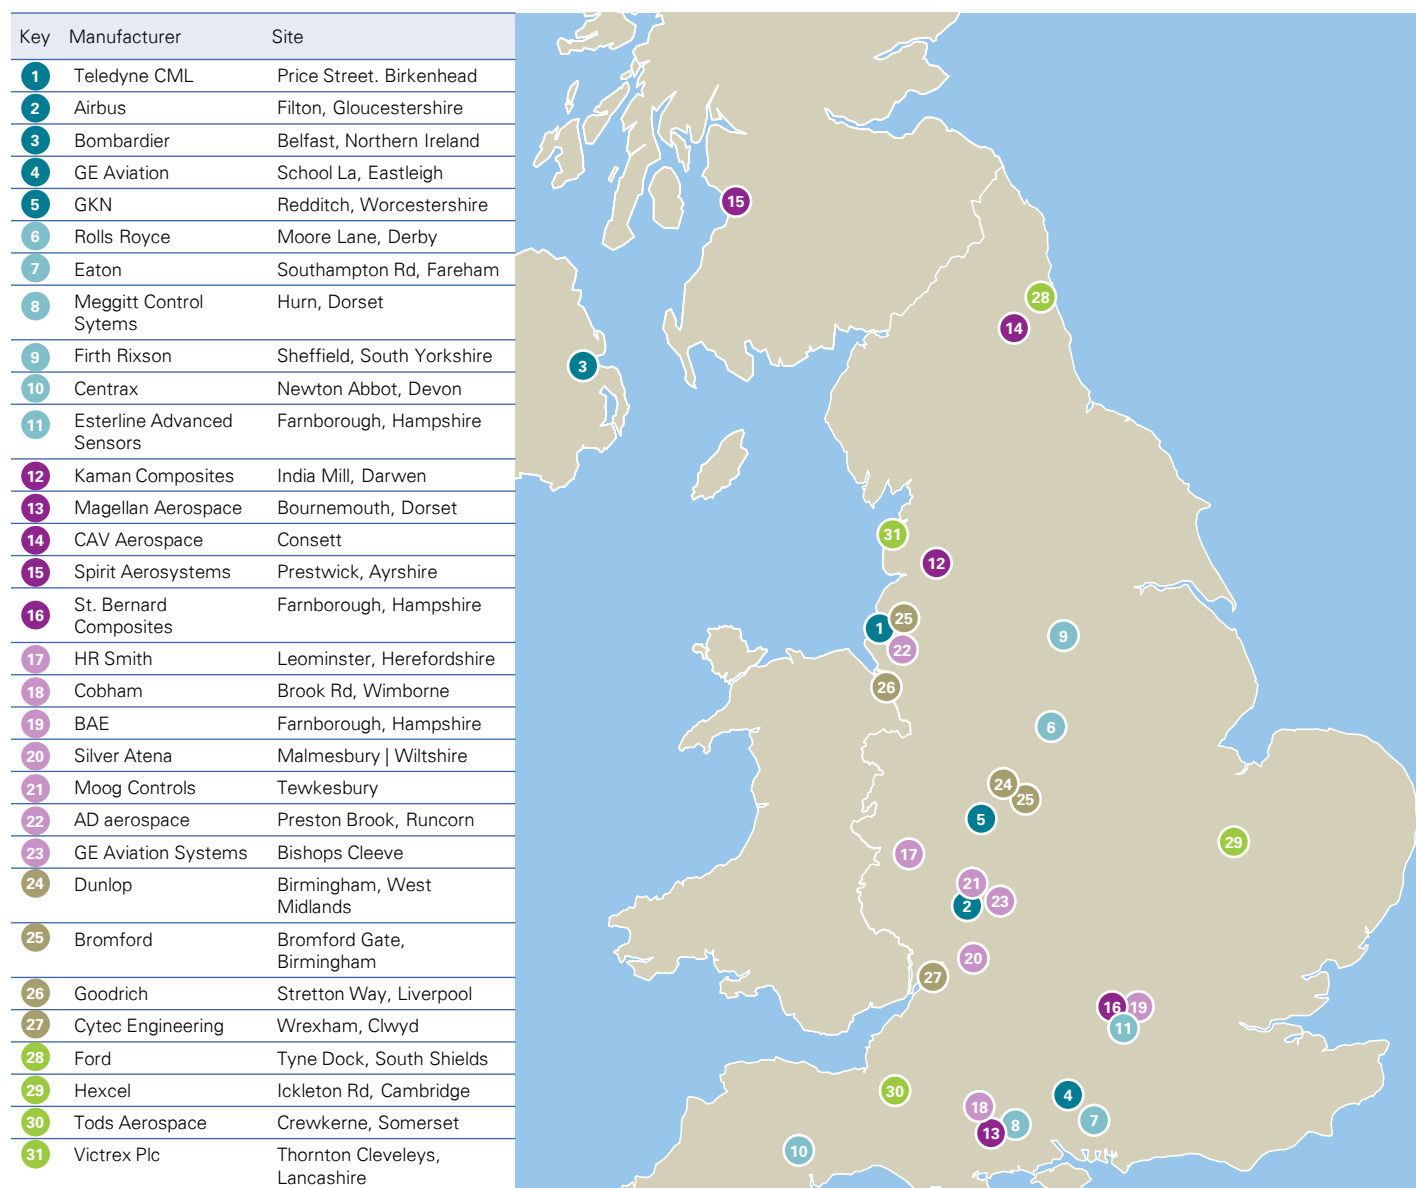 Key Manufacturer Site
1 Teledyne CML Price Street. Birkenhead
2 Airbus Filton, Gloucestershire
3 Bombardier Belfast, Northern Ireland
4 GE Aviation School La, Eastleigh
5 GKN Redditch, Worcestershire
6 Rolls Royce Moore Lane, Derby
7 Eaton Southampton Rd, Fareham
8 Meggitt Control Hurn, Dorset
Sytems
9 Firth Rixson Sheffield, South Yorkshire
10 Centrax Newton Abbot, Devon
11 Esterline Advanced Farnborough, Hampshire
Sensors
12 Kaman Composites India Mill, Darwen
13 Magellan Aerospace Bournemouth, Dorset
14 CAV Aerospace Consett
15 Spirit Aerosystems Prestwick, Ayrshire
16 St. Bernard Farnborough, Hampshire
Composites
17 HR Smith Leominster, Herefordshire
18 Cobham Brook Rd, Wimborne
19 BAE Farnborough, Hampshire
20 Silver Atena Malmesbury | Wiltshire
21 Moog Controls Tewkesbury
22 AD aerospace Preston Brook, Runcorn
23 GE Aviation Systems Bishops Cleeve
24 Dunlop Birmingham, West
Midlands
25 Bromford Bromford Gate,
Birmingham
26 Goodrich Stretton Way, Liverpool
27 Cytec Engineering Wrexham, Clwyd
28 Ford Tyne Dock, South Shields
29 Hexcel Ickleton Rd, Cambridge
30 Tods Aerospace Crewkerne, Somerset
31 Victrex Plc Thornton Cleveleys,
Lancashire
15
28
14
3
31
12
25
1
9
22
26
6
24
25
5
29
17
21
23
2
20
27
16 19
11
30
4
18
7
8
13
10